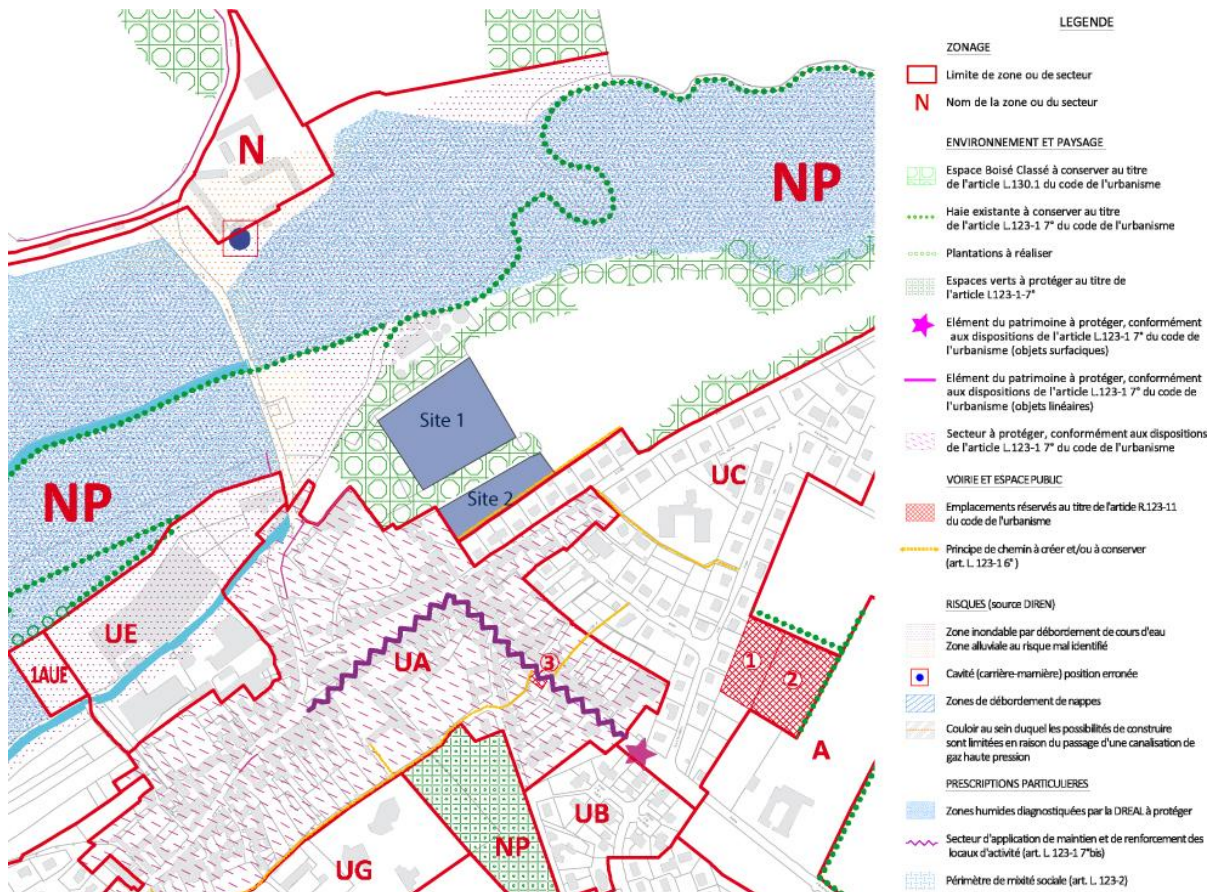 N
NP
Site 1
Site 2
UC
NP
UE
1AUE
UA
3
1
2
A
UB
NP
UG
LEGENDE
ZONAGE
Limite de zone ou de secteur
N
Nom de la zone ou du secteur
ENVIRONNEMENT ET PAYSAGE
Espace Boisé Classé à conserver au titre
de l'article L.130.1 du code de l'urbanisme
Haie existante à conserver au titre
de l'article L.123-1 7° du code de l'urbanisme
Plantations à réaliser
Espaces verts à protéger au titre de
l'article L123-1-7°
Elément du patrimoine à protéger, conformément
aux dispositions de l'article L.123-1 7° du code de
l'urbanisme (objets surfaciques)
Elément du patrimoine à protéger, conformément
aux dispositions de l'article L.123-1 7° du code de
l'urbanisme (objets linéaires)
Secteur à protéger, conformément aux dispositions
de l'article L.123-1 7° du code de l'urbanisme
VOIRIE ET ESPACE PUBLIC
Emplacements réservés au titre de l'article R.123-11
du code de l'urbanisme
Principe de chemin à créer et/ou à conserver
(art. L. 123-1 6°)
RISQUES (source DIREN)
Zone inondable par débordement de cours d'eau
Zone alluviale au risque mal identifié
Cavité (carrière-marnière) position erronée
Zones de débordement de nappes
Couloir au sein duquel les possibilités de construire
sont limitées en raison du passage d'une canalisation de
gaz haute pression
PRESCRIPTIONS PARTICULIERES
Zones humides diagnostiquées par la DREAL à protéger
Secteur d'application de maintien et de renforcement des
locaux d'activité (art. L. 123-1 7°bis)
Périmètre de mixité sociale (art. L. 123-2)